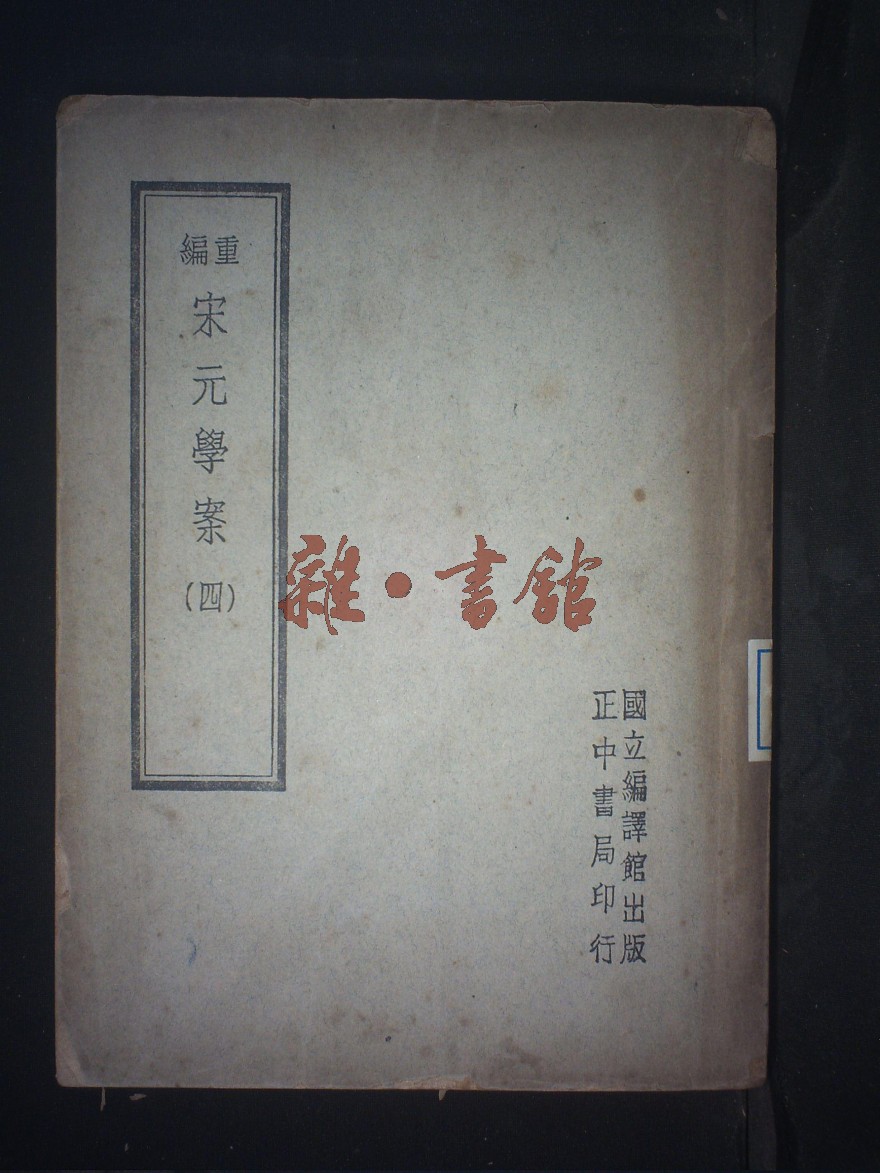 重編
宋元學案
(四)
雜·書館
國立編譯館出版
正中書局印行